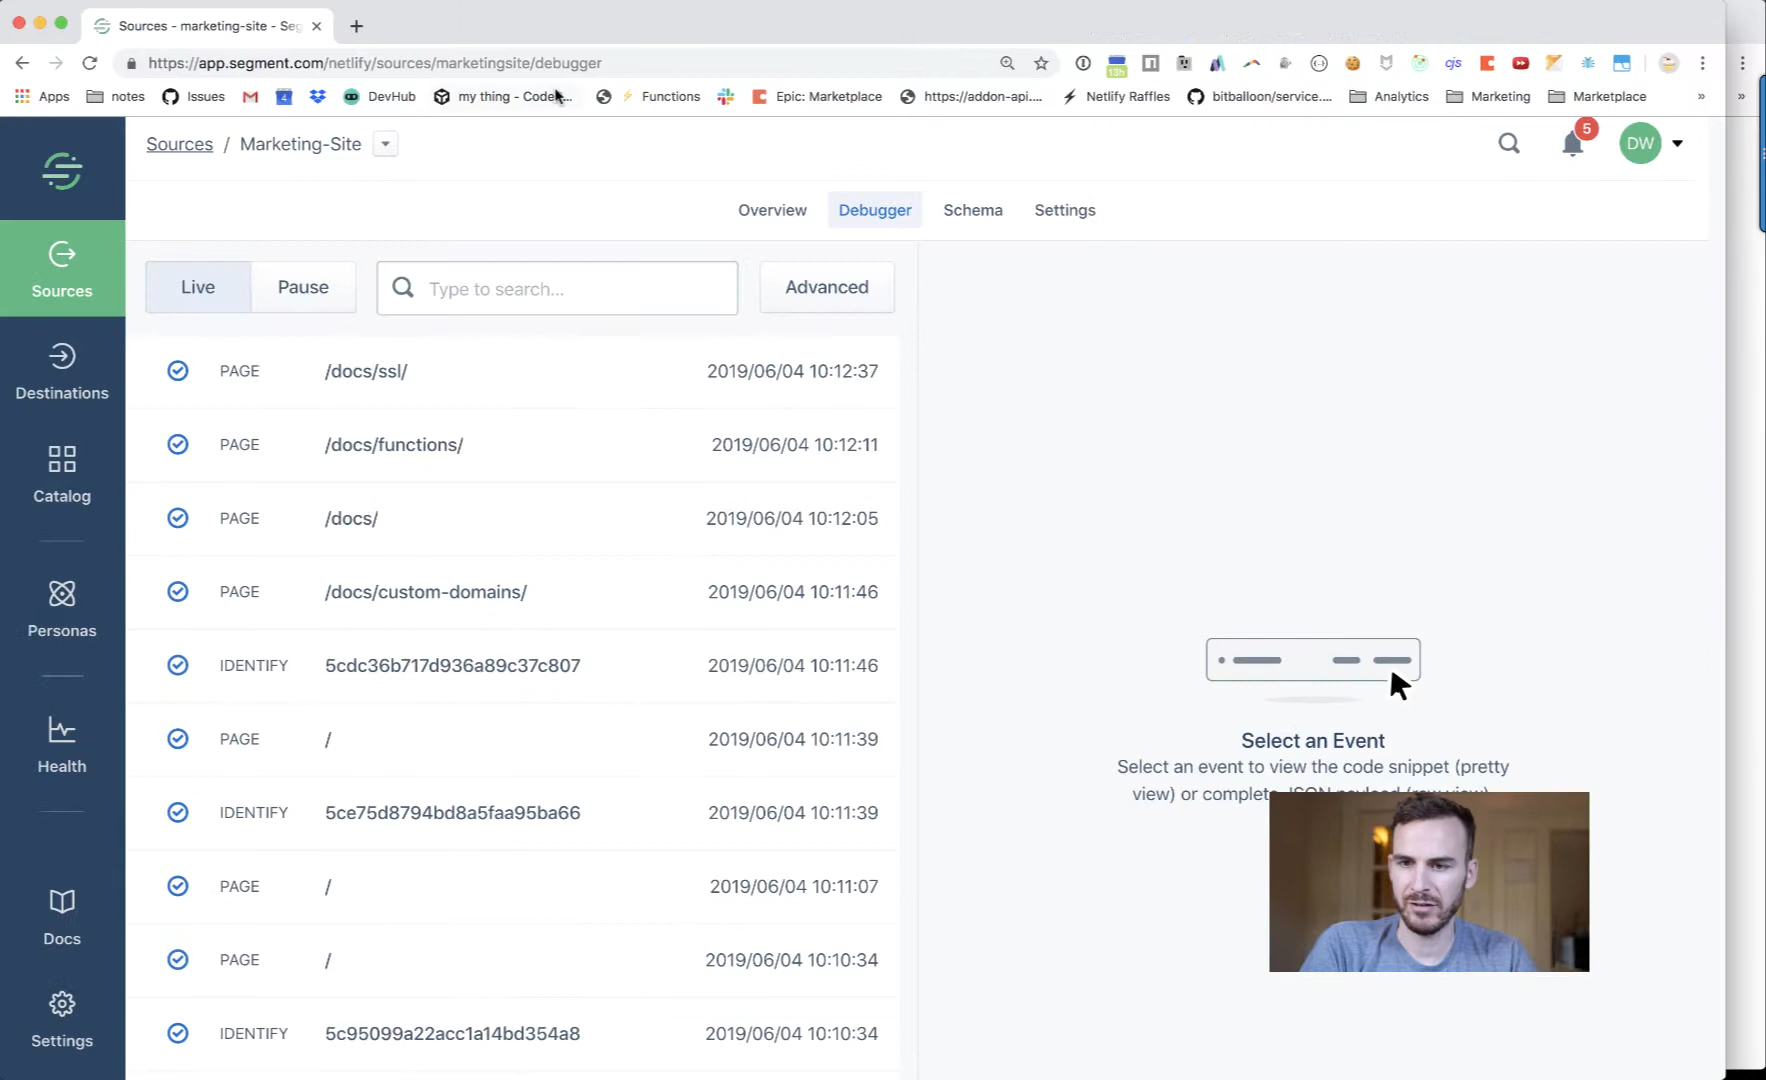 Sources - marketing-site - Seg
https://app.segment.com/netlify/sources/marketingsite/debugger
13h
cjs
Apps
notes
Issues
4
DevHub
my thing - Code...
Functions
Epic: Marketplace
https://addon-api....
Netlify Raffles
bitballoon/service....
Analytics
Marketing
Marketplace
»
»
Sources / Marketing-Site
5
DW
Overview
Debugger
Schema
Settings
Sources
Destinations
Catalog
Personas
Health
Docs
Settings
Live
Pause
Type to search...
Advanced
PAGE /docs/ssl/ 2019/06/04 10:12:37
PAGE /docs/functions/ 2019/06/04 10:12:11
PAGE /docs/ 2019/06/04 10:12:05
PAGE /docs/custom-domains/ 2019/06/04 10:11:46
IDENTIFY 5cdc36b717d936a89c37c807 2019/06/04 10:11:46
PAGE / 2019/06/04 10:11:39
IDENTIFY 5ce75d8794bd8a5faa95ba66 2019/06/04 10:11:39
PAGE / 2019/06/04 10:11:07
PAGE / 2019/06/04 10:10:34
IDENTIFY 5c95099a22acc1a14bd354a8 2019/06/04 10:10:34
Select an Event
Select an event to view the code snippet (pretty
view) or complete JSON payload (raw view)